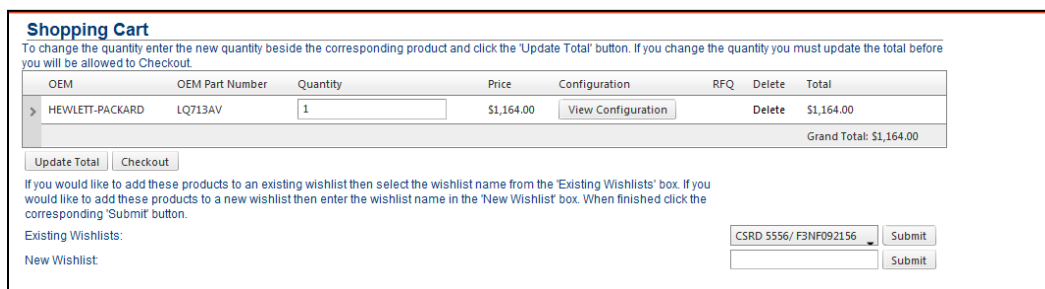 Shopping Cart
To change the quantity enter the new quantity beside the corresponding product and click the 'Update Total' button. If you change the quantity you must update the total before
you will be allowed to Checkout.
OEM OEM Part Number Quantity Price Configuration RFQ Delete Total
HEWLETT-PACKARD LQ713AV 1 $1,164.00 View Configuration Delete $1,164.00
Grand Total: $1,164.00
Update Total Checkout
If you would like to add these products to an existing wishlist then select the wishlist name from the 'Existing Wishlists' box. If you
would like to add these products to a new wishlist then enter the wishlist name in the 'New Wishlist' box. When finished click the
corresponding 'Submit' button.
Existing Wishlists: CSRD 5556/ F3NF092156 Submit
New Wishlist: Submit